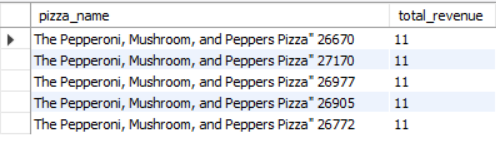 pizza_name total_revenue
The Pepperoni, Mushroom, and Peppers Pizza" 26670 11
The Pepperoni, Mushroom, and Peppers Pizza" 27170 11
The Pepperoni, Mushroom, and Peppers Pizza" 26977 11
The Pepperoni, Mushroom, and Peppers Pizza" 26905 11
The Pepperoni, Mushroom, and Peppers Pizza" 26772 11